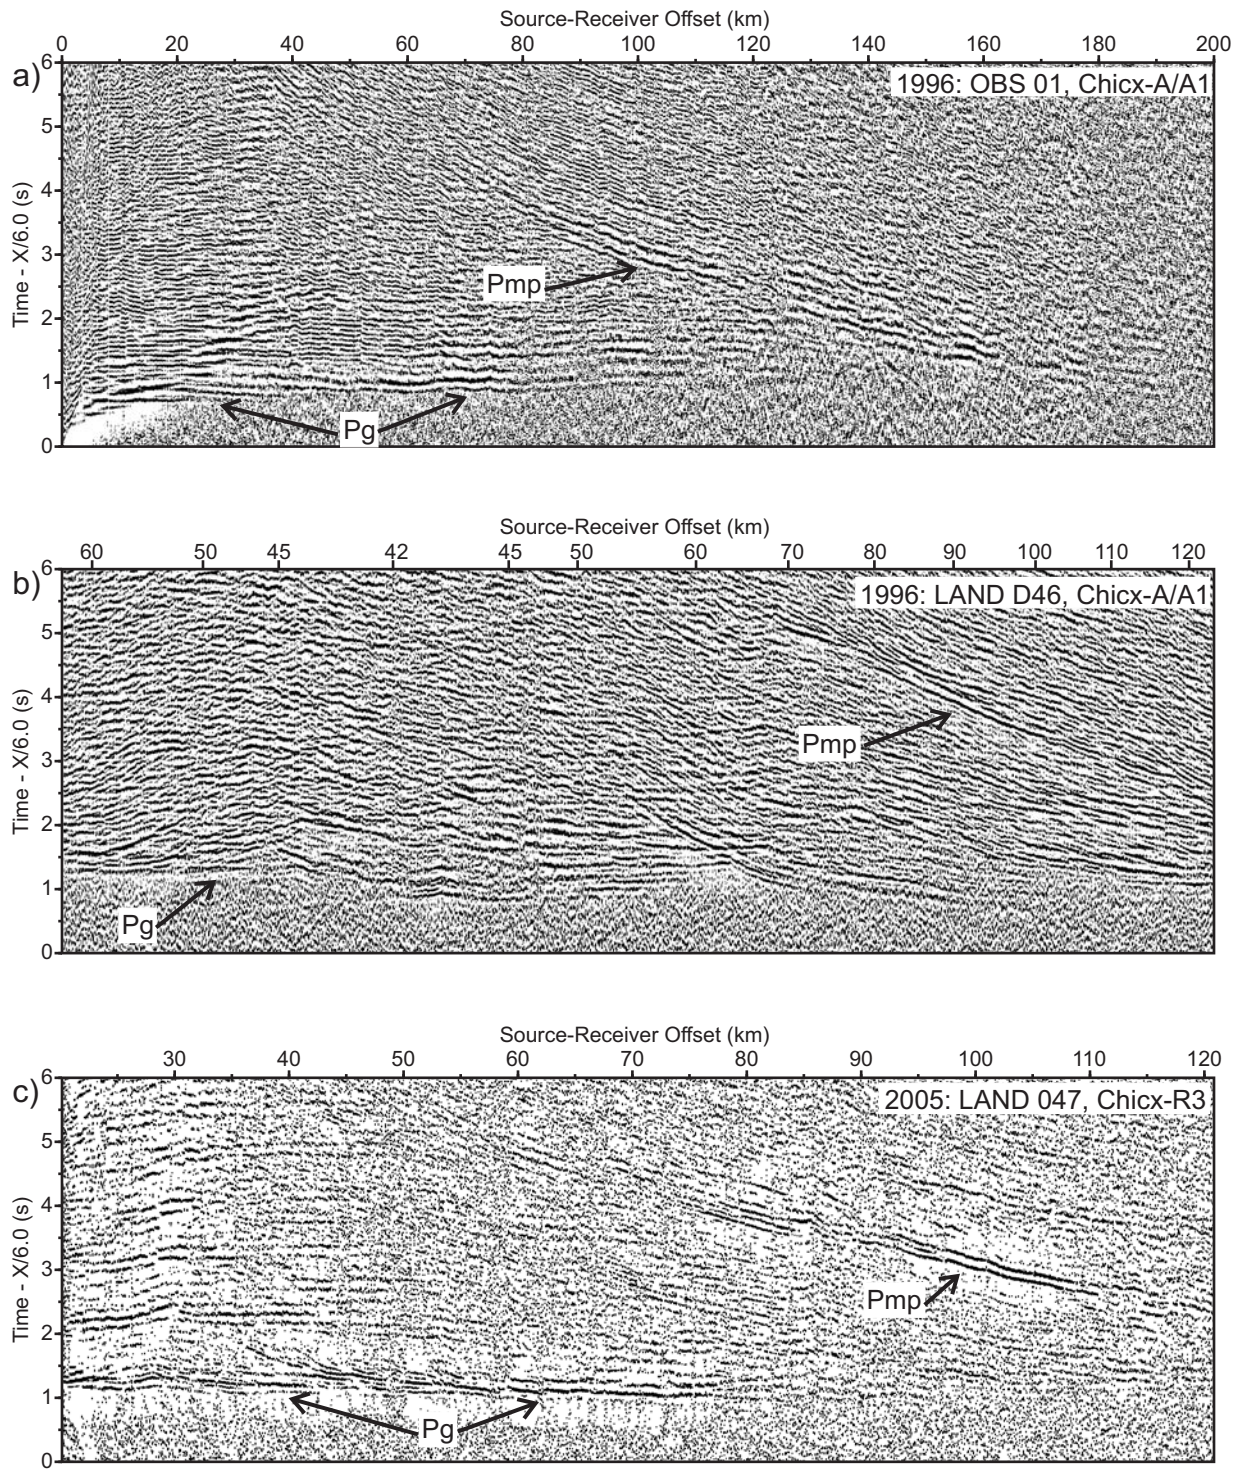 Source-Receiver Offset (km)
0 20 40 60 80 100 120 140 160 180 200
a)
1996: OBS 01, Chicx-A/A1
6
5
4
3
2
1
0
Time - X/6.0 (s)
Pmp
Pg
Source-Receiver Offset (km)
60 50 45 42 45 50 60 70 80 90 100 110 120
b)
1996: LAND D46, Chicx-A/A1
6
5
4
3
2
1
0
Time - X/6.0 (s)
Pmp
Pg
Source-Receiver Offset (km)
30 40 50 60 70 80 90 100 110 120
c)
2005: LAND 047, Chicx-R3
6
5
4
3
2
1
0
Time - X/6.0 (s)
Pmp
Pg